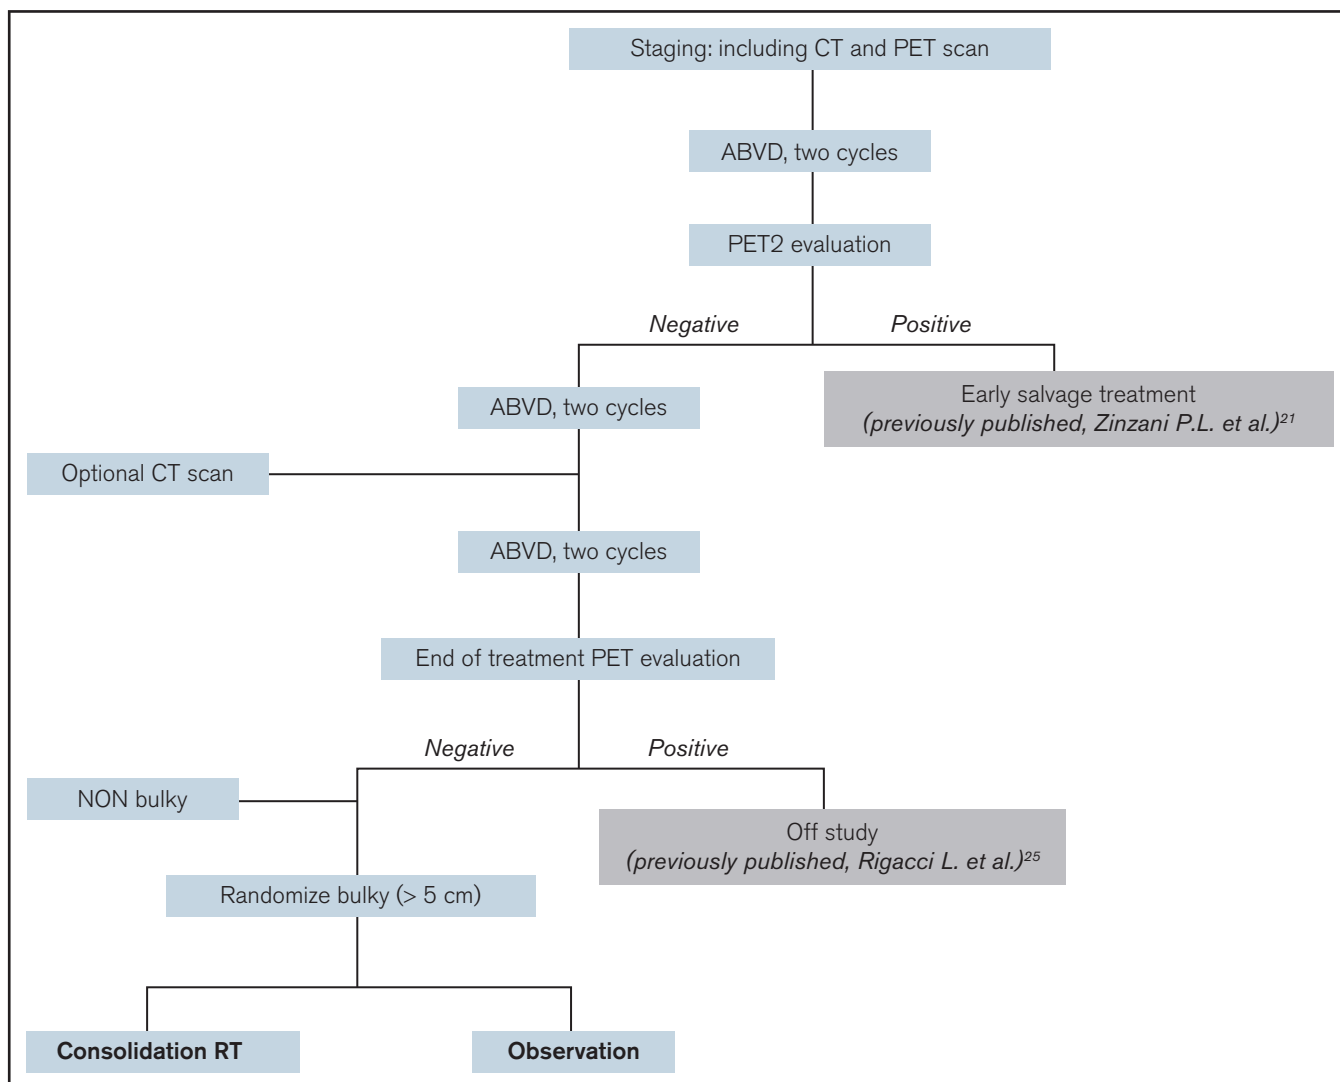 Staging: including CT and PET scan
ABVD, two cycles
PET2 evaluation
Negative
Positive
ABVD, two cycles
Early salvage treatment
(previously published, Zinzani P.L. et al.)21
Optional CT scan
ABVD, two cycles
End of treatment PET evaluation
Negative
Positive
NON bulky
Off study
(previously published, Rigacci L. et al.)25
Randomize bulky (> 5 cm)
Consolidation RT
Observation